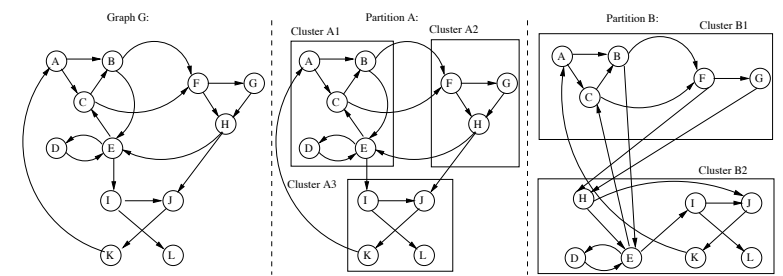 Graph G:
A
B
F
G
C
H
D
E
I
J
K
L
Partition A:
Cluster A1
Cluster A2
A
B
F
G
C
H
D
E
Cluster A3
I
J
K
L
Partition B:
Cluster B1
A
B
F
G
C
Cluster B2
H
I
J
D
E
K
L